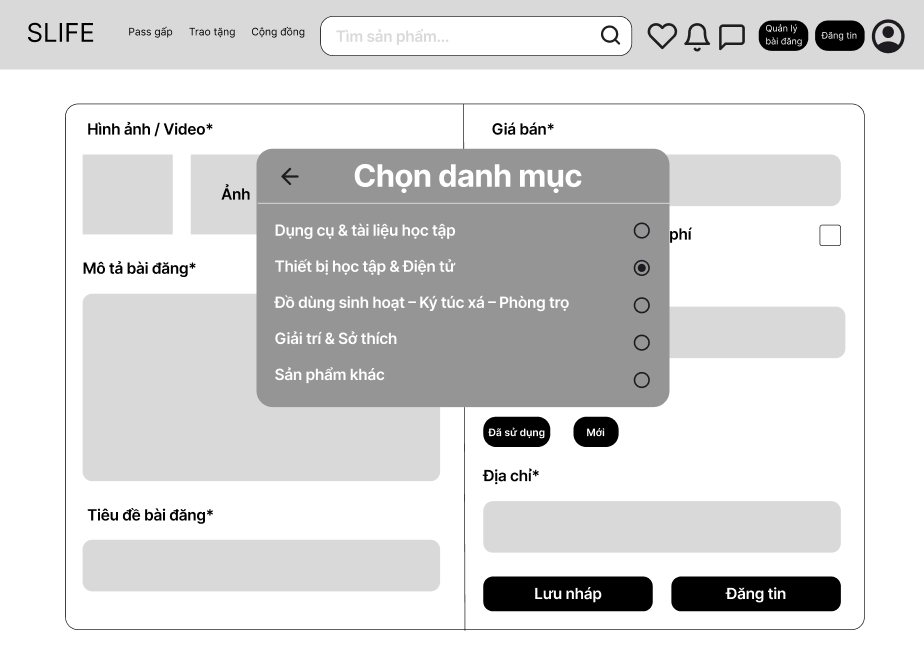 SLIFE
Pass gấp
Trao tặng
Cộng đồng
Tìm sản phẩm...
Quản lý
bài đăng
Đăng tin
Hình ảnh / Video*
Giá bán*
Ảnh
Chọn danh mục
Dụng cụ & tài liệu học tập
phí
Thiết bị học tập & Điện tử
Mô tả bài đăng*
Đồ dùng sinh hoạt – Ký túc xá – Phòng trọ
Giải trí & Sở thích
Sản phẩm khác
Đã sử dụng
Mới
Địa chỉ*
Tiêu đề bài đăng*
Lưu nháp
Đăng tin